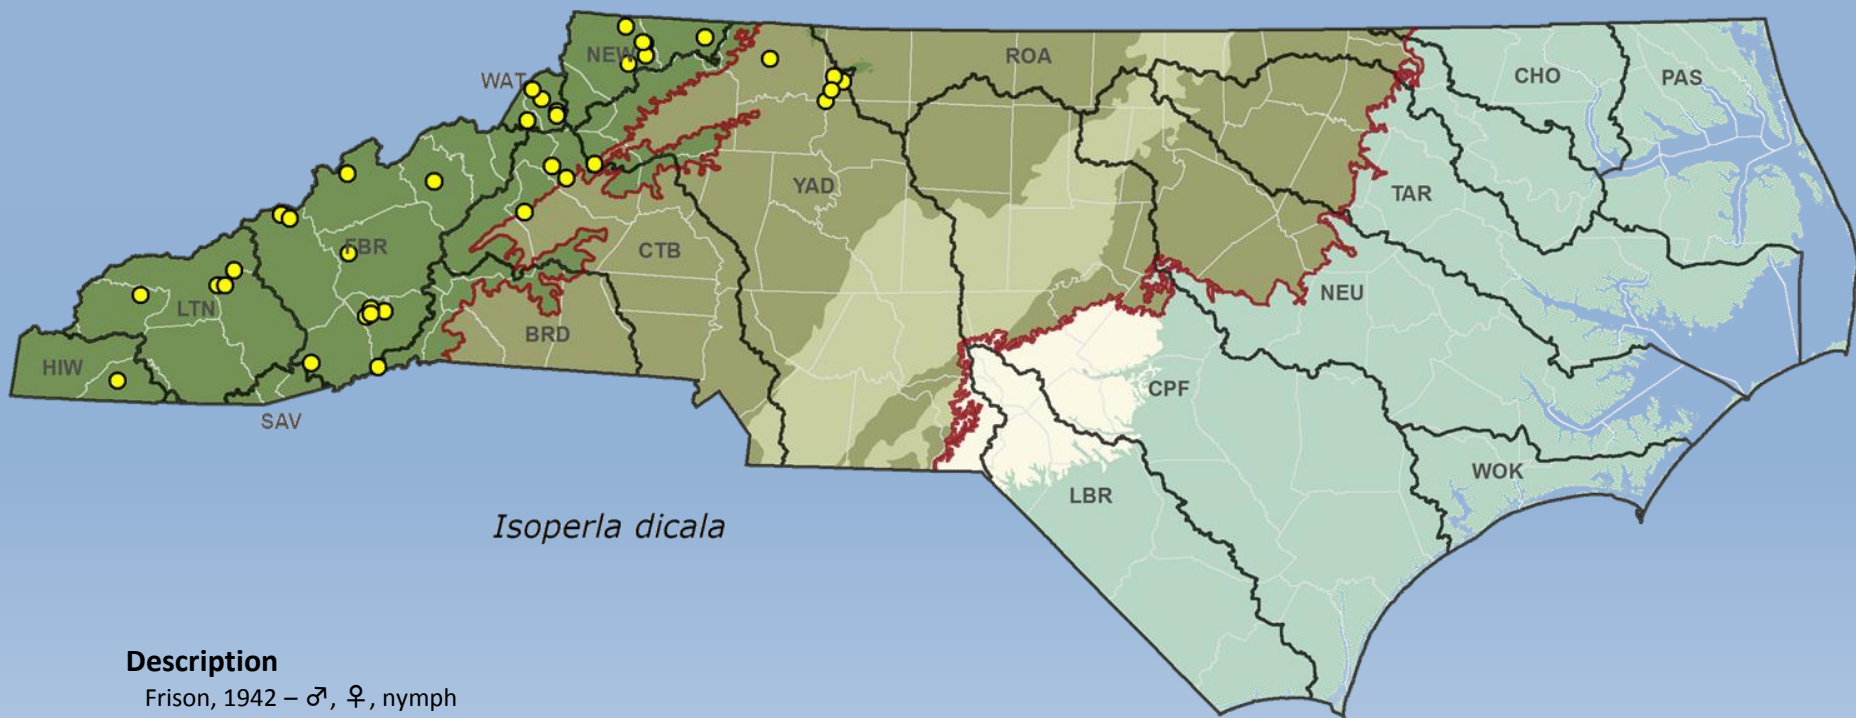 NEW
ROA
CHO
PAS
WAT
YAD
TAR
FBR
CTB
LTN
NEU
BRD
HIW
CPF
SAV
WOK
LBR
Isoperla dicala
Description
Frison, 1942 – ♂, ♀, nymph